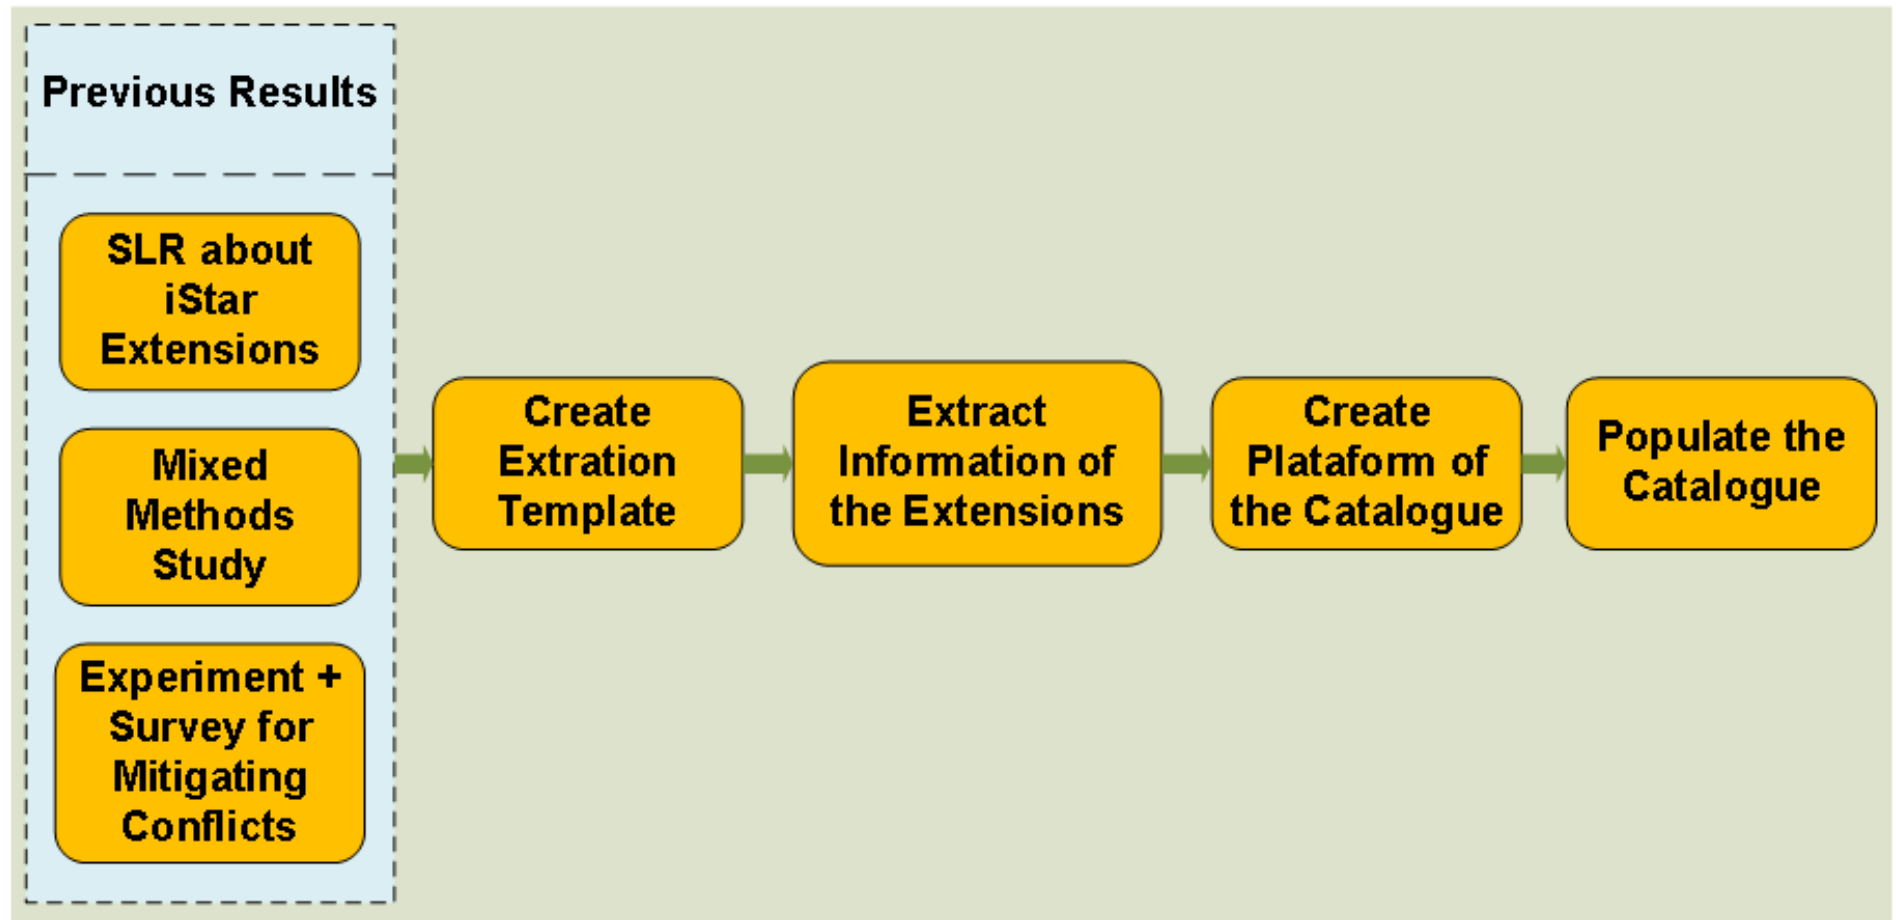 Previous Results
SLR about
iStar
Extensions
Mixed
Methods
Study
Experiment +
Survey for
Mitigating
Conflicts
Create
Extration
Template
Extract
Information of
the Extensions
Create
Plataform of
the Catalogue
Populate the
Catalogue